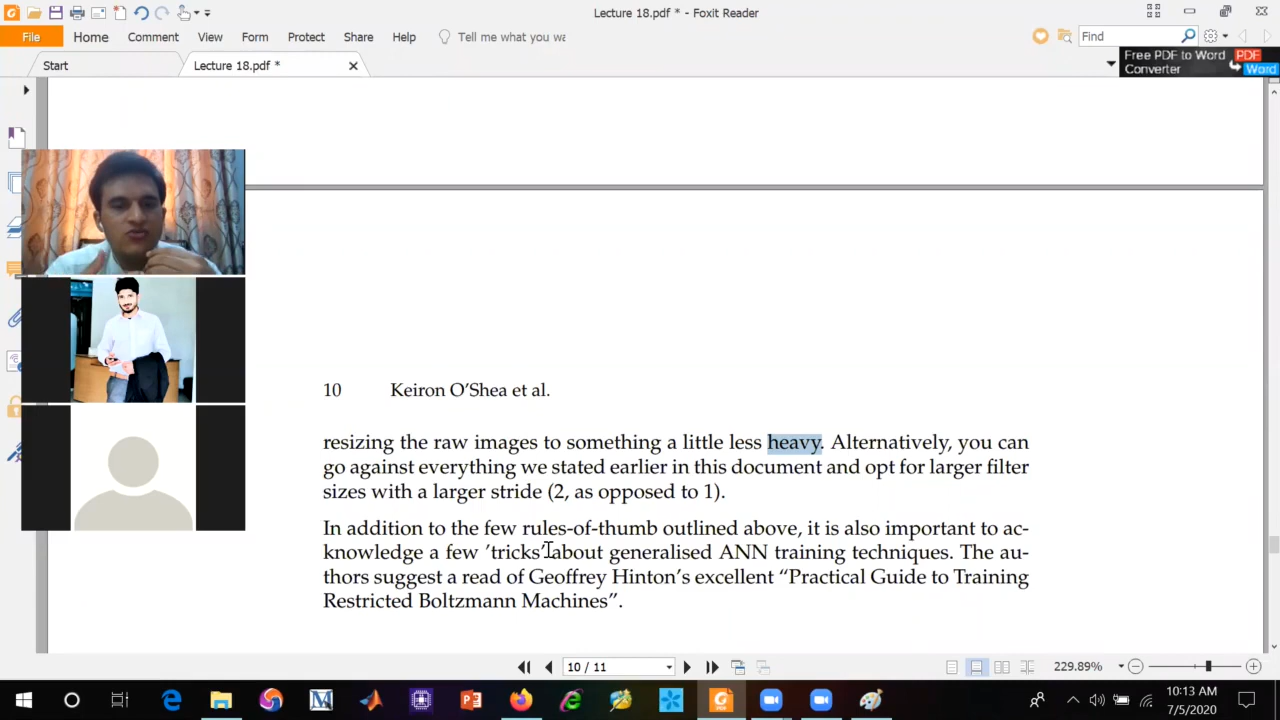 Lecture 18.pdf * - Foxit Reader
File Home Comment View Form Protect Share Help Tell me what you wa Find
Start Lecture 18.pdf *
Free PDF to Word PDF
Converter Word
10 Keiron O’Shea et al.
resizing the raw images to something a little less heavy. Alternatively, you can
go against everything we stated earlier in this document and opt for larger filter
sizes with a larger stride (2, as opposed to 1).
In addition to the few rules-of-thumb outlined above, it is also important to ac-
knowledge a few ’tricks’ about generalised ANN training techniques. The au-
thors suggest a read of Geoffrey Hinton’s excellent “Practical Guide to Training
Restricted Boltzmann Machines”.
10 / 11 229.89%
10:13 AM
7/5/2020